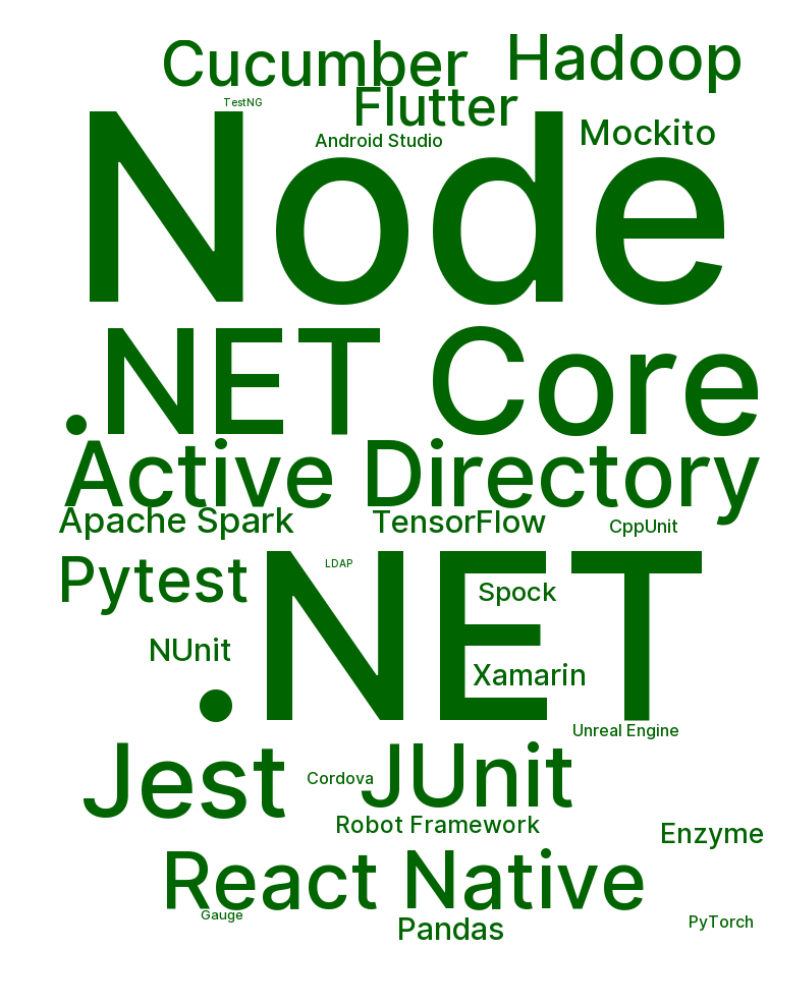 Cucumber
Hadoop
TestNG
Flutter
Android Studio
Mockito
Node
.NET Core
Active Directory
Apache Spark
TensorFlow
CppUnit
Pytest
LDAP
.NET
Spock
NUnit
Xamarin
Unreal Engine
Jest
Cordova
JUnit
Robot Framework
Enzyme
React Native
Gauge
Pandas
PyTorch